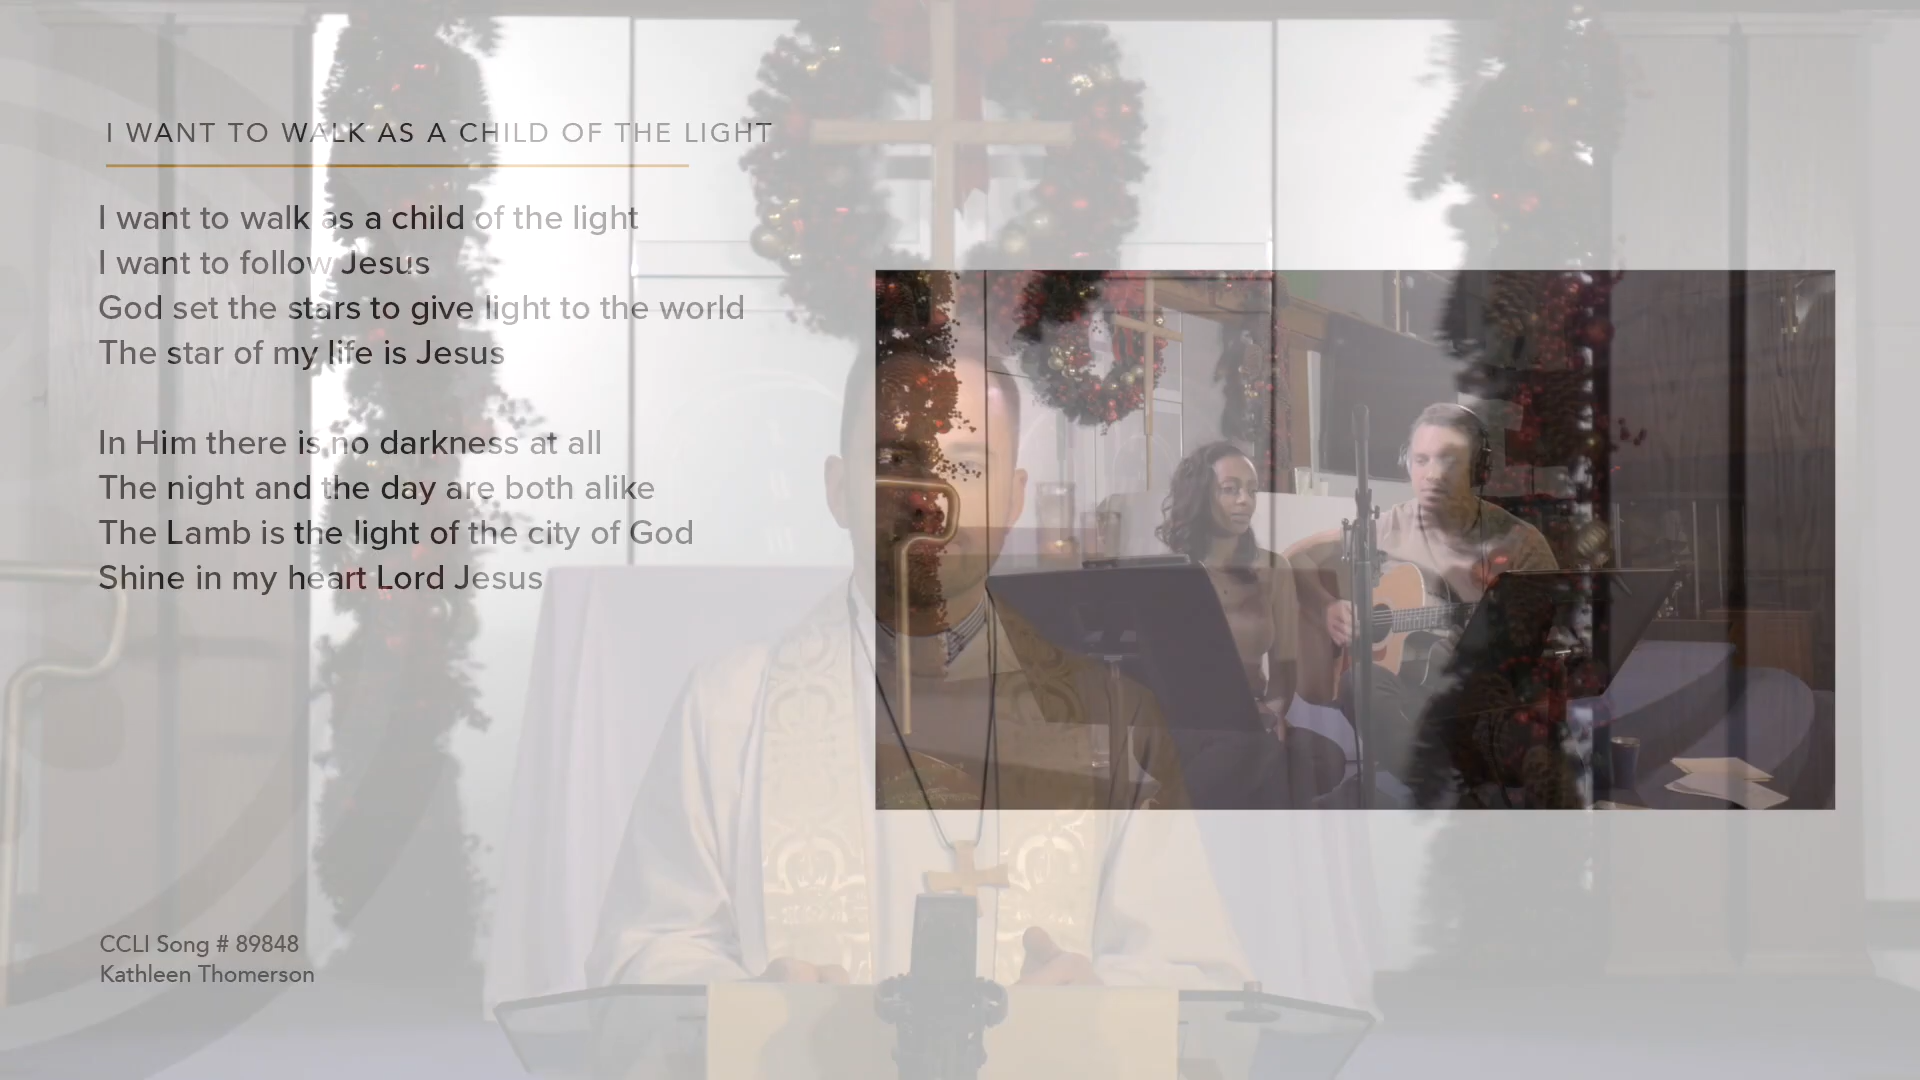 I WANT TO WALK AS A CHILD OF THE LIGHT
I want to walk as a child of the light
I want to follow Jesus
God set the stars to give light to the world
The star of my life is Jesus
In Him there is no darkness at all
The night and the day are both alike
The Lamb is the light of the city of God
Shine in my heart Lord Jesus
CCLI Song # 89848
Kathleen Thomerson